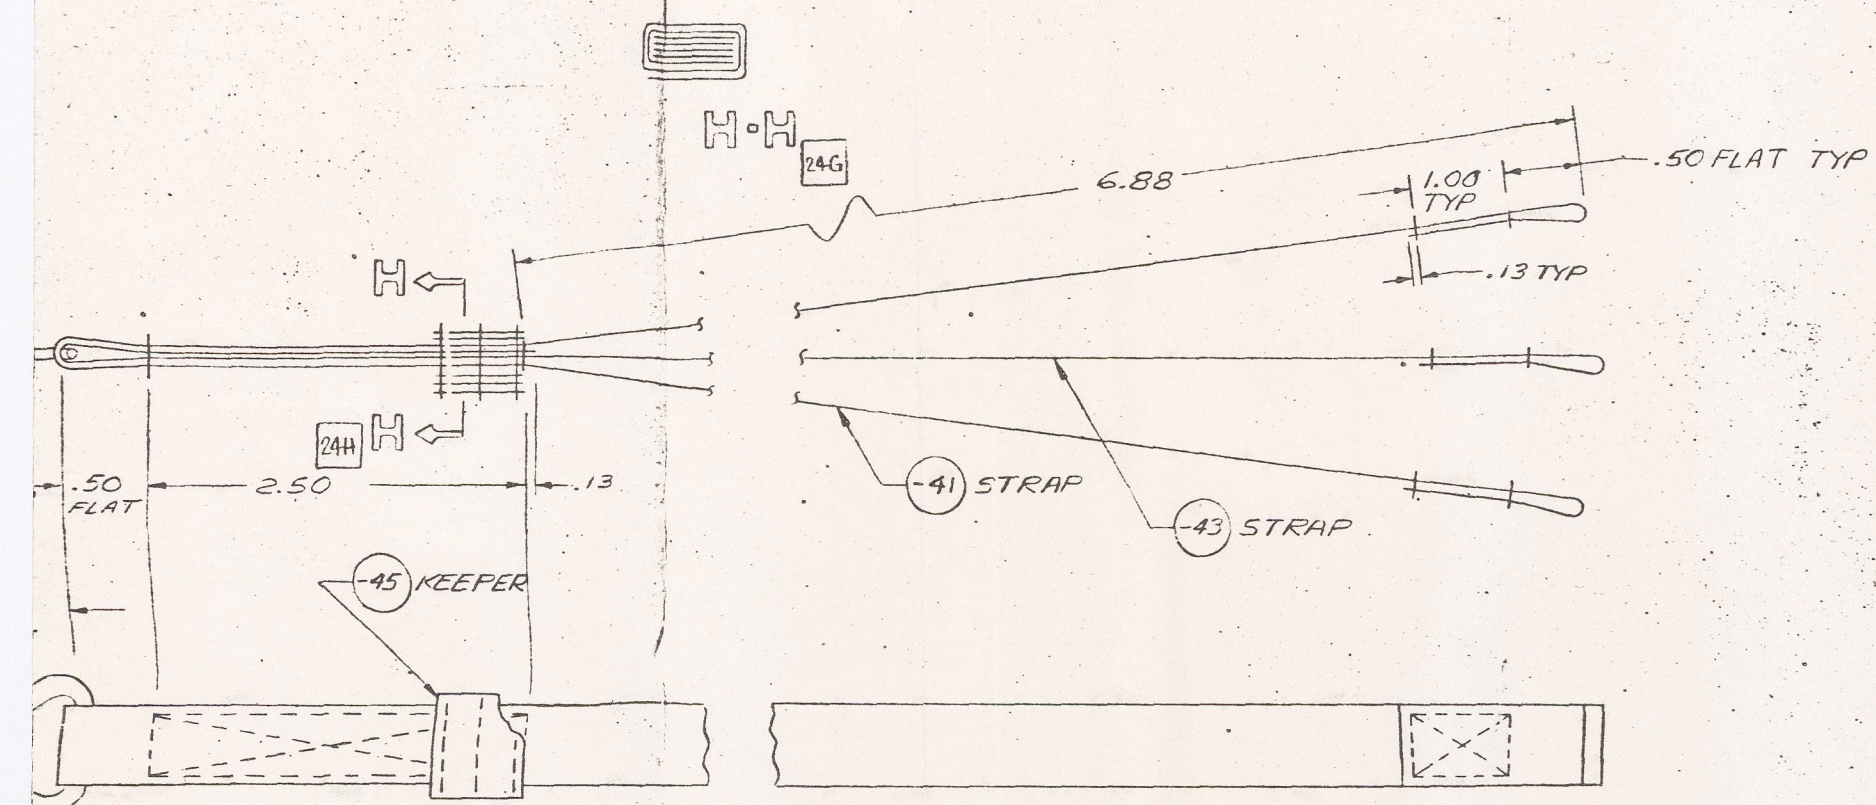 H-H
24G
6.88
.50 FLAT TYP
1.00
TYP
.13 TYP
H
24H H
.50
FLAT
2.50
.13
-41 STRAP
-43 STRAP
-45 KEEPER